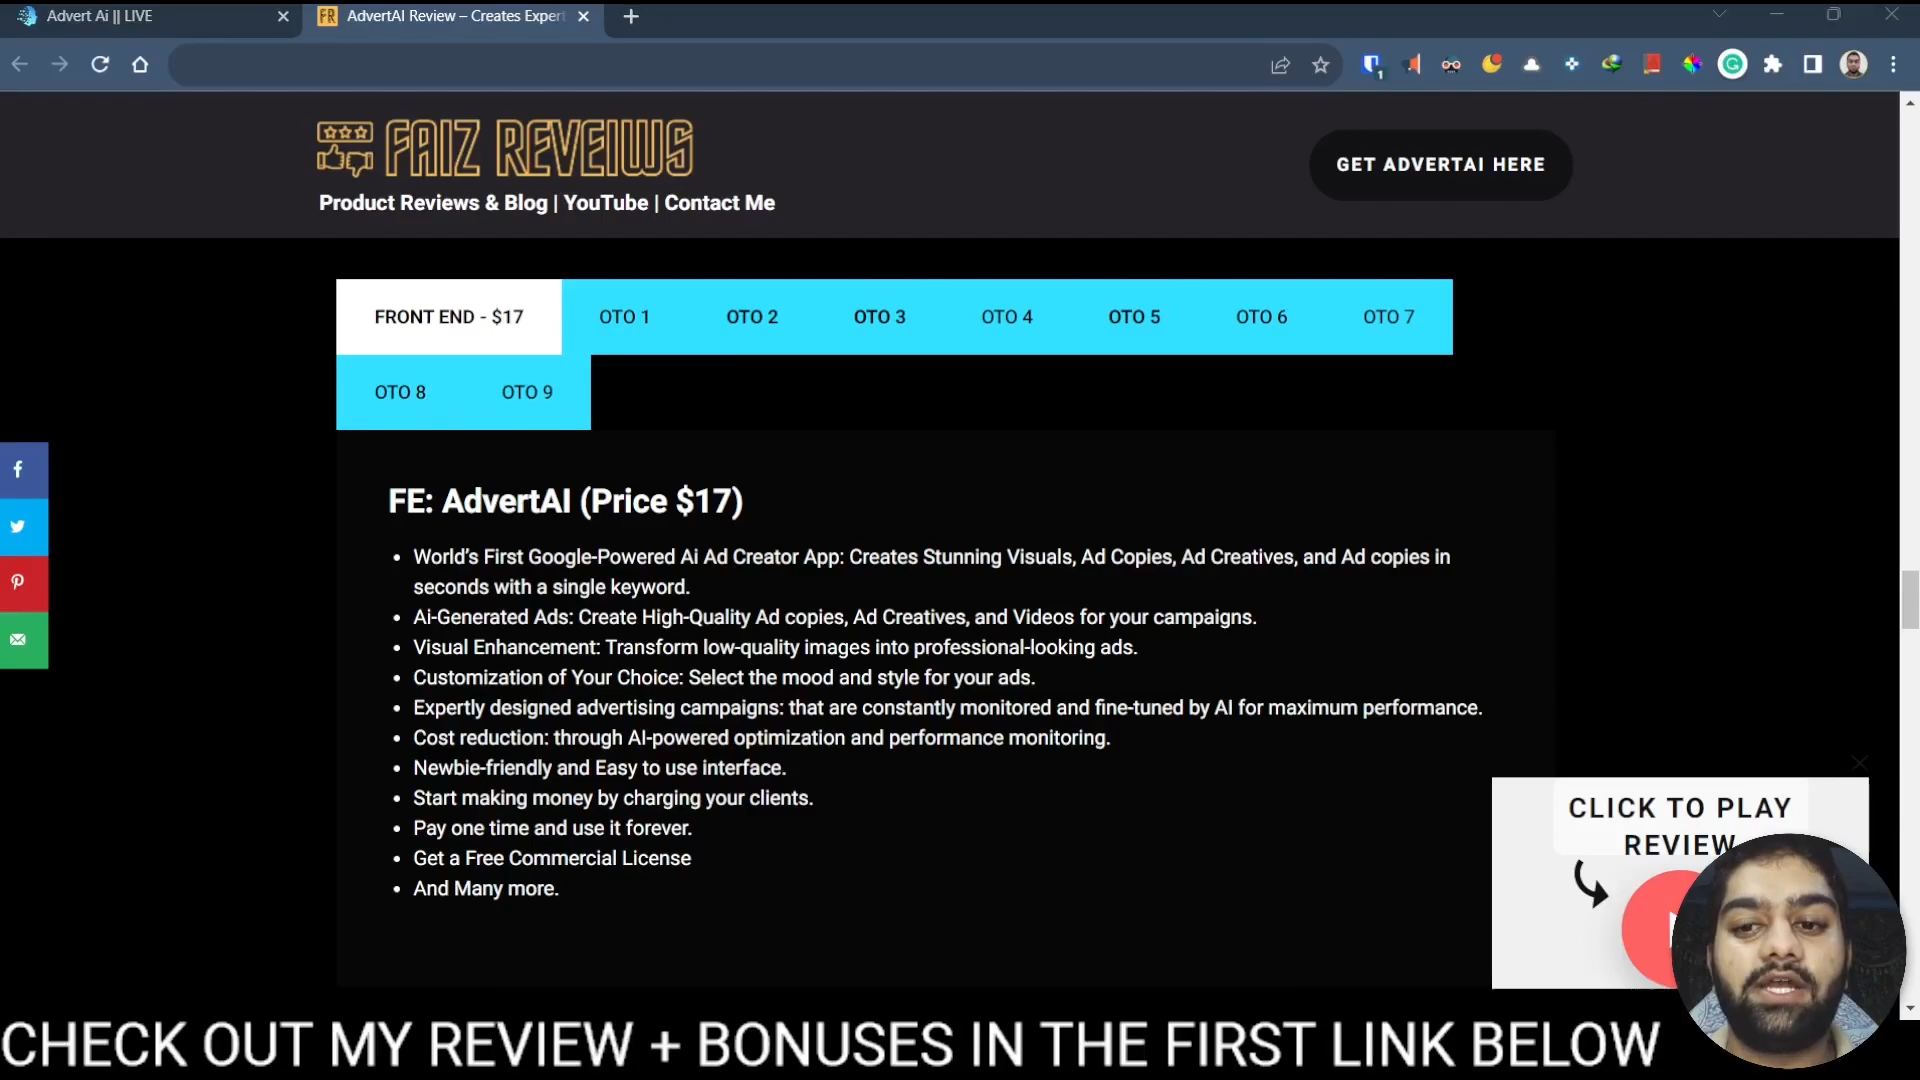 Advert Ai || LIVE
FR AdvertAI Review – Creates Exper
FAIZ REVEIWS
Product Reviews & Blog | YouTube | Contact Me
GET ADVERTAI HERE
FRONT END - $17 OTO 1 OTO 2 OTO 3 OTO 4 OTO 5 OTO 6 OTO 7
OTO 8 OTO 9
FE: AdvertAI (Price $17)
• World's First Google-Powered Ai Ad Creator App: Creates Stunning Visuals, Ad Copies, Ad Creatives, and Ad copies in
seconds with a single keyword.
• Ai-Generated Ads: Create High-Quality Ad copies, Ad Creatives, and Videos for your campaigns.
• Visual Enhancement: Transform low-quality images into professional-looking ads.
• Customization of Your Choice: Select the mood and style for your ads.
• Expertly designed advertising campaigns: that are constantly monitored and fine-tuned by AI for maximum performance.
• Cost reduction: through AI-powered optimization and performance monitoring.
• Newbie-friendly and Easy to use interface.
• Start making money by charging your clients.
• Pay one time and use it forever.
• Get a Free Commercial License
• And Many more.
CLICK TO PLAY
REVIEW
CHECK OUT MY REVIEW + BONUSES IN THE FIRST LINK BELOW